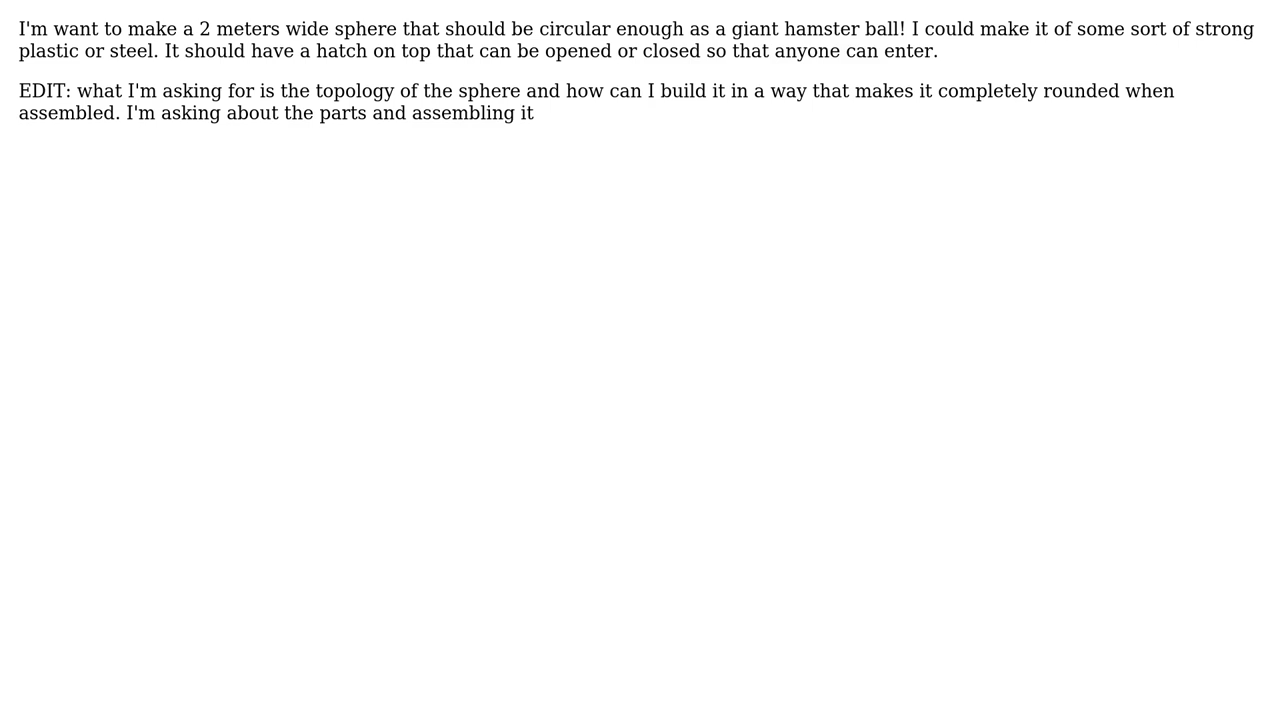 I'm want to make a 2 meters wide sphere that should be circular enough as a giant hamster ball! I could make it of some sort of strong
plastic or steel. It should have a hatch on top that can be opened or closed so that anyone can enter.
EDIT: what I'm asking for is the topology of the sphere and how can I build it in a way that makes it completely rounded when
assembled. I'm asking about the parts and assembling it